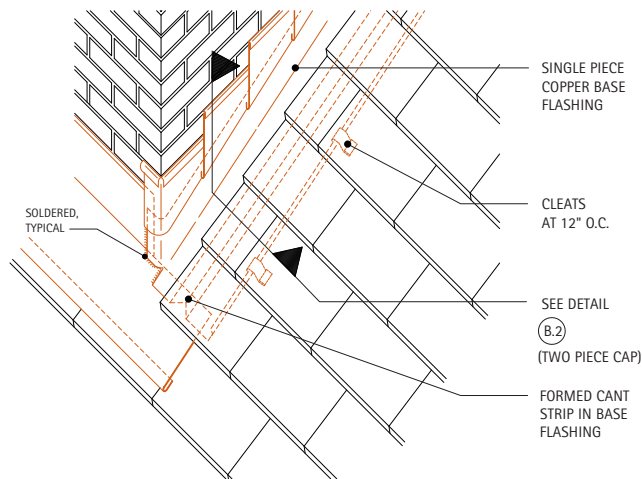 SINGLE PIECE
COPPER BASE
FLASHING
CLEATS
AT 12" O.C.
SOLDERED,
TYPICAL
SEE DETAIL
B.2
(TWO PIECE CAP)
FORMED CANT
STRIP IN BASE
FLASHING